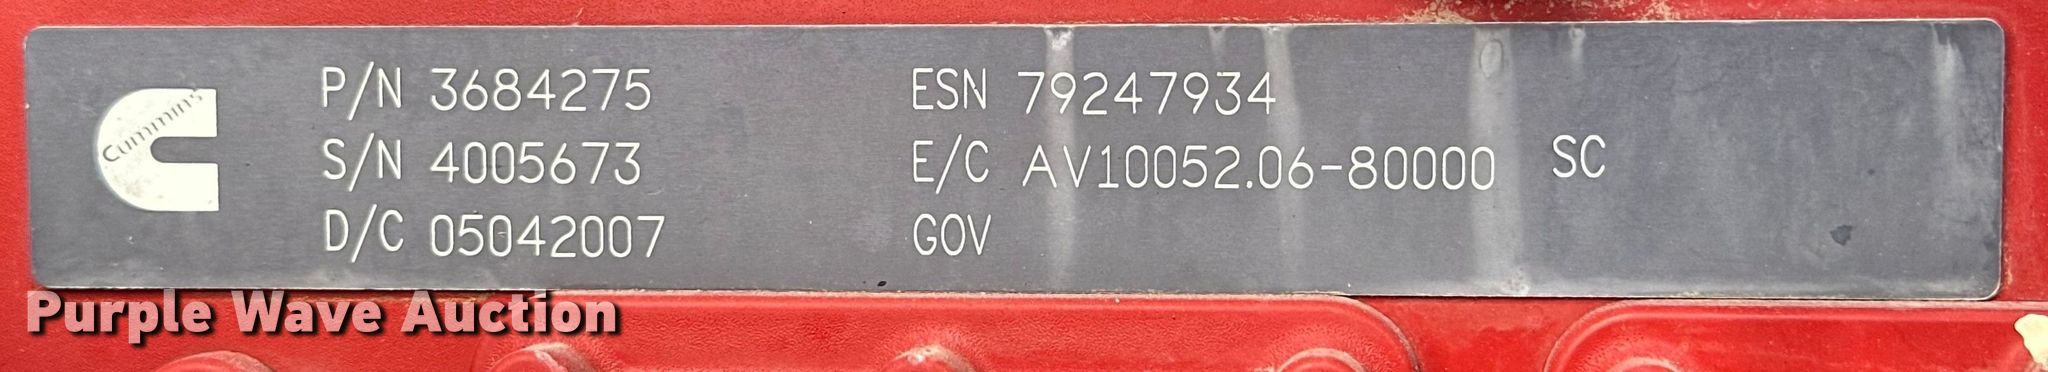 Cummins
P/N 3684275
S/N 4005673
D/C 05042007
ESN 79247934
E/C AV10052.06-80000 SC
GOV
Purple Wave Auction